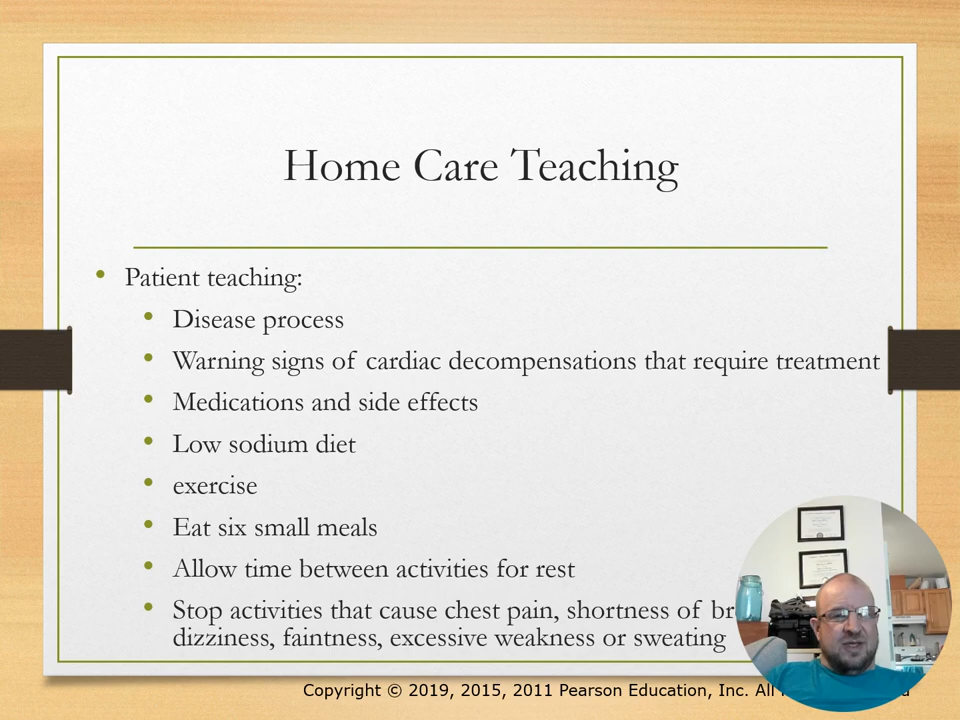 Home Care Teaching
• Patient teaching:
• Disease process
• Warning signs of cardiac decompensations that require treatment
• Medications and side effects
• Low sodium diet
• exercise
• Eat six small meals
• Allow time between activities for rest
• Stop activities that cause chest pain, shortness of
dizziness, faintness, excessive weakness or sweating
Copyright © 2019, 2015, 2011 Pearson Education, Inc. All